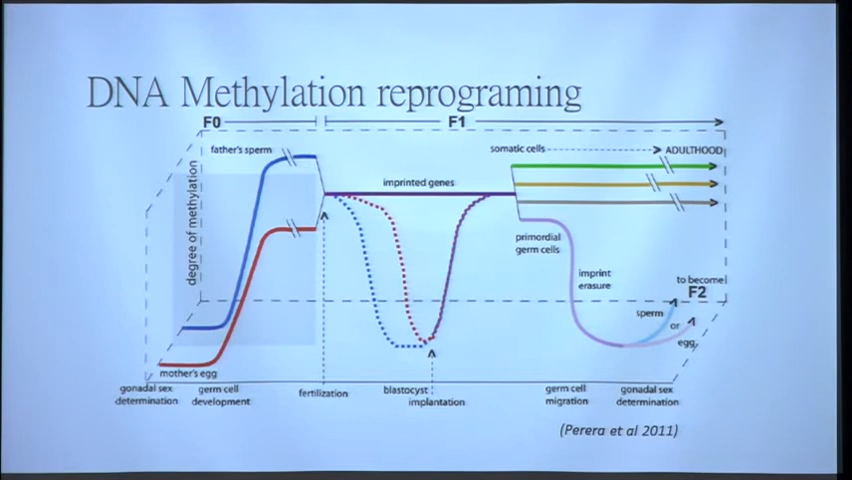 DNA Methylation reprograming
F0
F1
father's sperm
somatic cells
ADULTHOOD
imprinted genes
degree of methylation
primordial
germ cells
imprint
erasure
to become
F2
sperm
or
egg
mother's egg
gonadal sex
determination
germ cell
development
fertilization
blastocyst
implantation
germ cell
migration
gonadal sex
determination
(Perera et al 2011)